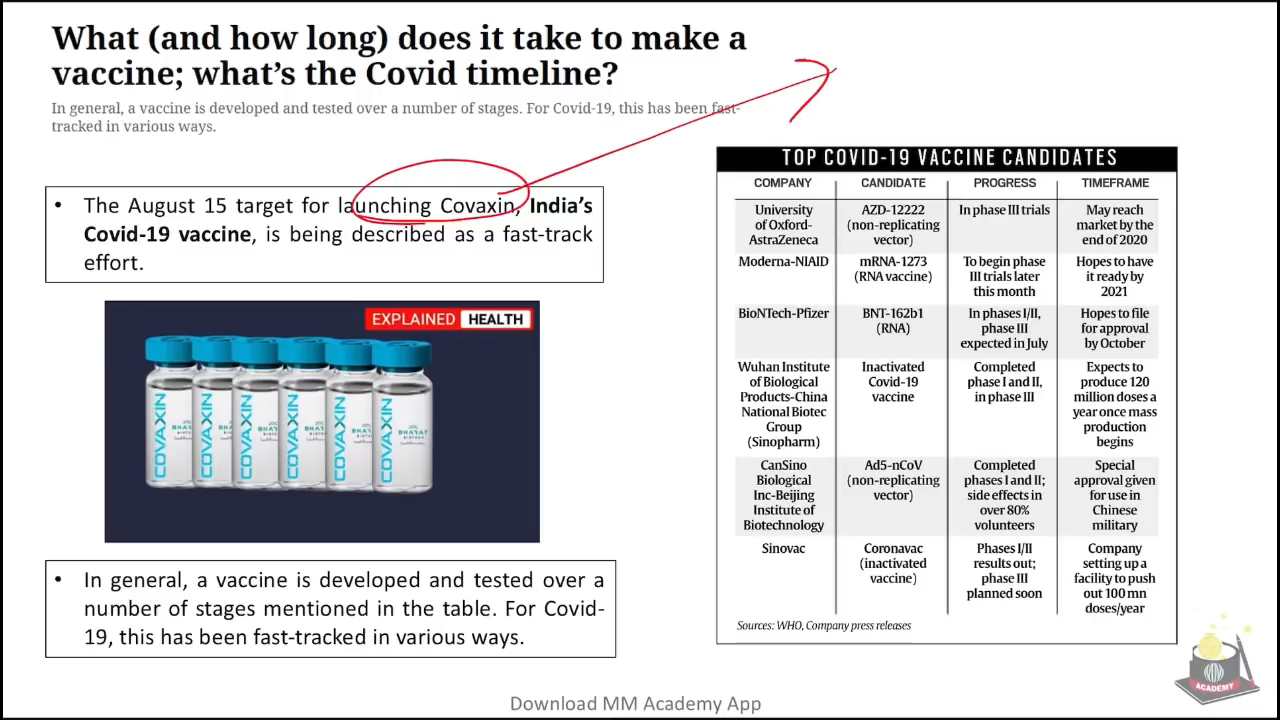 What (and how long) does it take to make a
vaccine; what's the Covid timeline?
In general, a vaccine is developed and tested over a number of stages. For Covid-19, this has been fast-
tracked in various ways.
• The August 15 target for launching Covaxin, India's
Covid-19 vaccine, is being described as a fast-track
effort.
EXPLAINED HEALTH
COVAXIN COVAXIN COVAXIN COVAXIN COVAXIN COVAXIN
BHARAT
BIOTECH
• In general, a vaccine is developed and tested over a
number of stages mentioned in the table. For Covid-
19, this has been fast-tracked in various ways.
TOP COVID-19 VACCINE CANDIDATES
COMPANY CANDIDATE PROGRESS TIMEFRAME
University AZD-12222 In phase III trials May reach
of Oxford- (non-replicating market by the
AstraZeneca vector) end of 2020
Moderna-NIAID mRNA-1273 To begin phase Hopes to have
(RNA vaccine) III trials later it ready by
this month 2021
BioNTech-Pfizer BNT-162b1 In phases I/II, Hopes to file
(RNA) phase III for approval
expected in July by October
Wuhan Institute Inactivated Completed Expects to
of Biological Covid-19 phase I and II, produce 120
Products-China vaccine in phase III million doses a
National Biotec year once mass
Group production
(Sinopharm) begins
CanSino Ad5-nCoV Completed Special
Biological (non-replicating phases I and II; approval given
Inc-Beijing vector) side effects in for use in
Institute of over 80% Chinese
Biotechnology volunteers military
Sinovac Coronavac Phases I/II Company
(inactivated results out; setting up a
vaccine) phase III facility to push
planned soon out 100 mn
doses/year
Sources: WHO, Company press releases
ACADEMY
Download MM Academy App